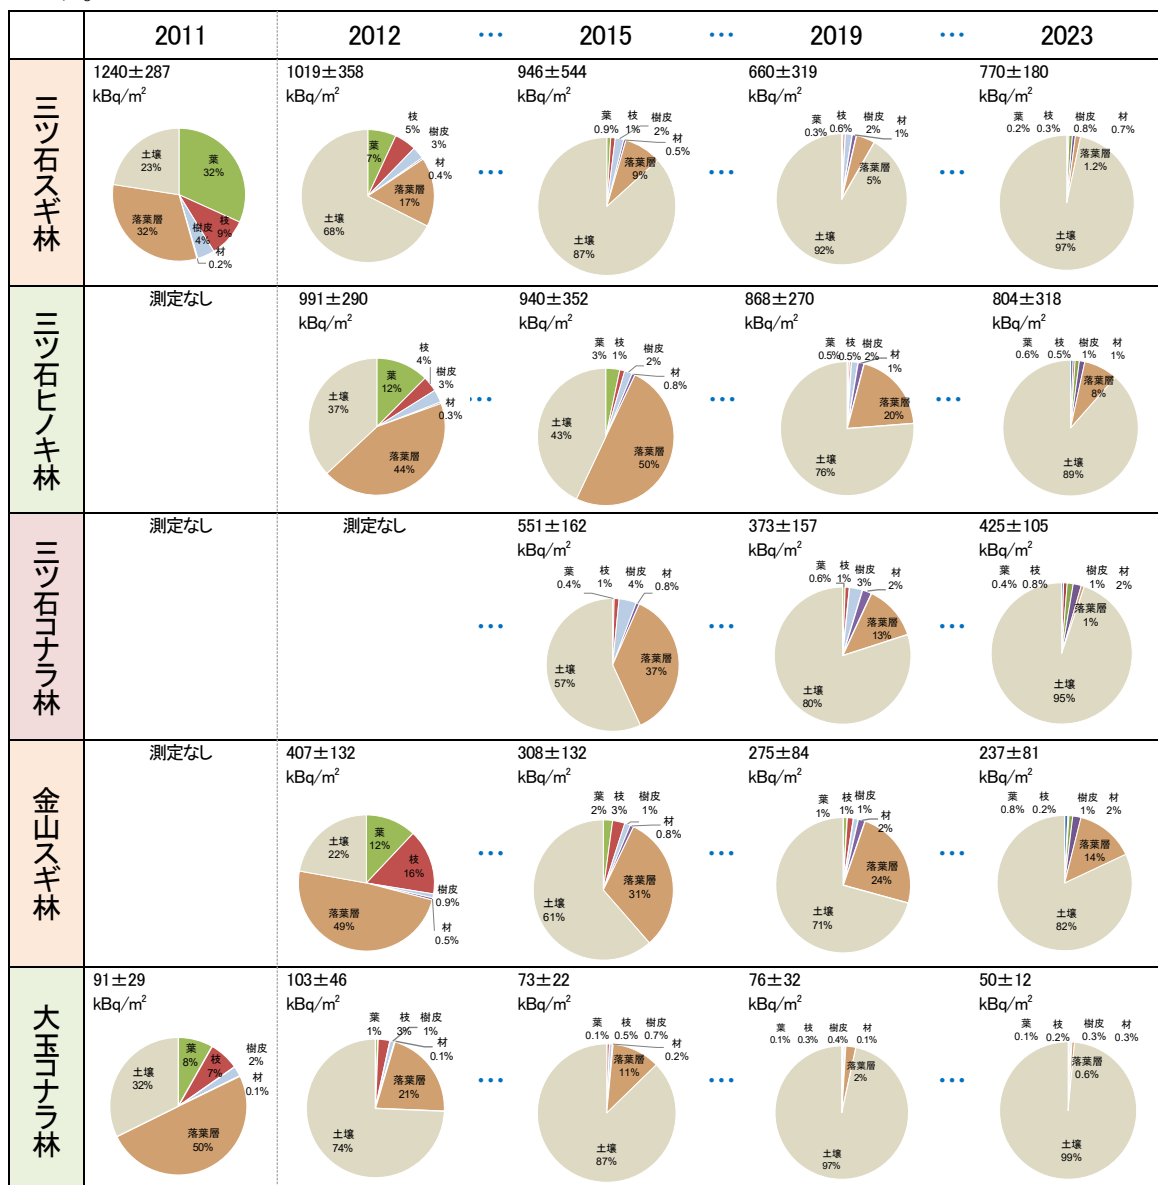 2011 2012 … 2015 … 2019 … 2023
三ツ石スギ林
1240±287
kBq/m²
葉
32%
枝
9%
樹皮
4%
材
0.2%
落葉層
32%
土壌
23%
1019±358
kBq/m²
葉
7%
枝
5%
樹皮
3%
材
0.4%
落葉層
17%
土壌
68%
…
946±544
kBq/m²
葉
0.9%
枝
1%
樹皮
2%
材
0.5%
落葉層
9%
土壌
87%
…
660±319
kBq/m²
葉
0.3%
枝
0.6%
樹皮
2%
材
1%
落葉層
5%
土壌
92%
…
770±180
kBq/m²
葉
0.2%
枝
0.3%
樹皮
0.8%
材
0.7%
落葉層
1.2%
土壌
97%
三ツ石ヒノキ林
測定なし
991±290
kBq/m²
葉
12%
枝
4%
樹皮
3%
材
0.3%
落葉層
44%
土壌
37%
…
940±352
kBq/m²
葉
3%
枝
1%
樹皮
2%
材
0.8%
落葉層
50%
土壌
43%
…
868±270
kBq/m²
葉
0.5%
枝
0.5%
樹皮
2%
材
1%
落葉層
20%
土壌
76%
…
804±318
kBq/m²
葉
0.6%
枝
0.5%
樹皮
1%
材
1%
落葉層
8%
土壌
89%
三ツ石コナラ林
測定なし
測定なし
…
551±162
kBq/m²
葉
0.4%
枝
1%
樹皮
4%
材
0.8%
落葉層
37%
土壌
57%
…
373±157
kBq/m²
葉
0.6%
枝
1%
樹皮
3%
材
2%
落葉層
13%
土壌
80%
…
425±105
kBq/m²
葉
0.4%
枝
0.8%
樹皮
1%
材
2%
落葉層
1%
土壌
95%
金山スギ林
測定なし
407±132
kBq/m²
葉
12%
枝
16%
樹皮
0.9%
材
0.5%
落葉層
49%
土壌
22%
…
308±132
kBq/m²
葉
2%
枝
3%
樹皮
1%
材
0.8%
落葉層
31%
土壌
61%
…
275±84
kBq/m²
葉
1%
枝
1%
樹皮
1%
材
2%
落葉層
24%
土壌
71%
…
237±81
kBq/m²
葉
0.8%
枝
0.2%
樹皮
1%
材
2%
落葉層
14%
土壌
82%
大玉コナラ林
91±29
kBq/m²
葉
8%
枝
7%
樹皮
2%
材
0.1%
落葉層
50%
土壌
32%
103±46
kBq/m²
葉
1%
枝
3%
樹皮
1%
材
0.1%
落葉層
21%
土壌
74%
…
73±22
kBq/m²
葉
0.1%
枝
0.5%
樹皮
0.7%
材
0.2%
落葉層
11%
土壌
87%
…
76±32
kBq/m²
葉
0.1%
枝
0.3%
樹皮
0.4%
材
0.1%
落葉層
2%
土壌
97%
…
50±12
kBq/m²
葉
0.1%
枝
0.2%
樹皮
0.3%
材
0.3%
落葉層
0.6%
土壌
99%